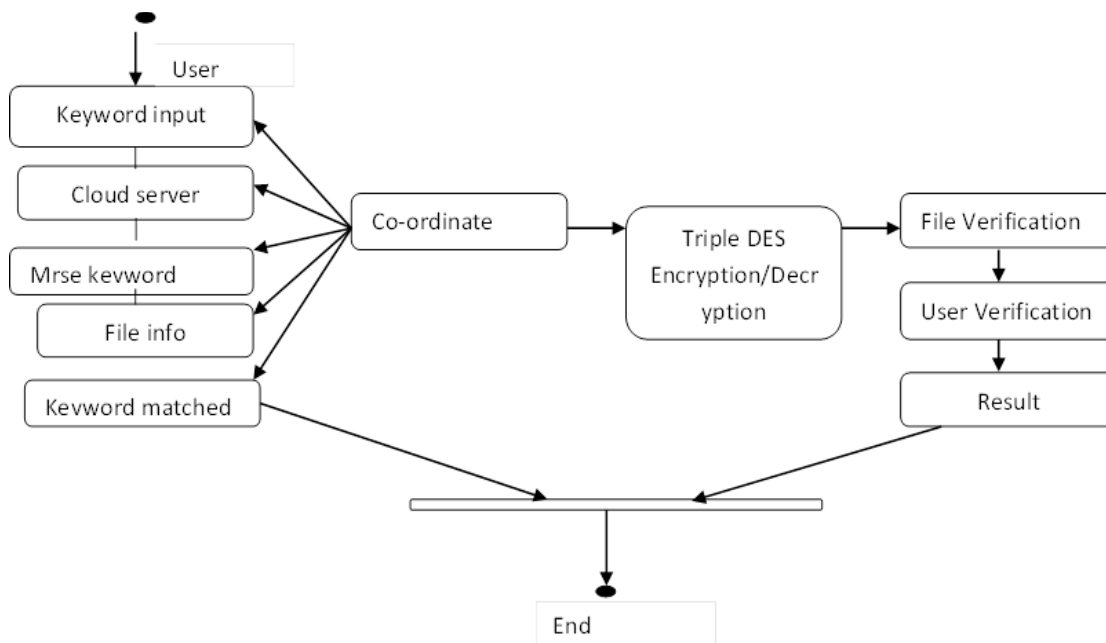 User
Keyword input
Cloud server
Mrse kevword
File info
Kevword matched
Co-ordinate
Triple DES
Encryption/Decr
yption
File Verification
User Verification
Result
End